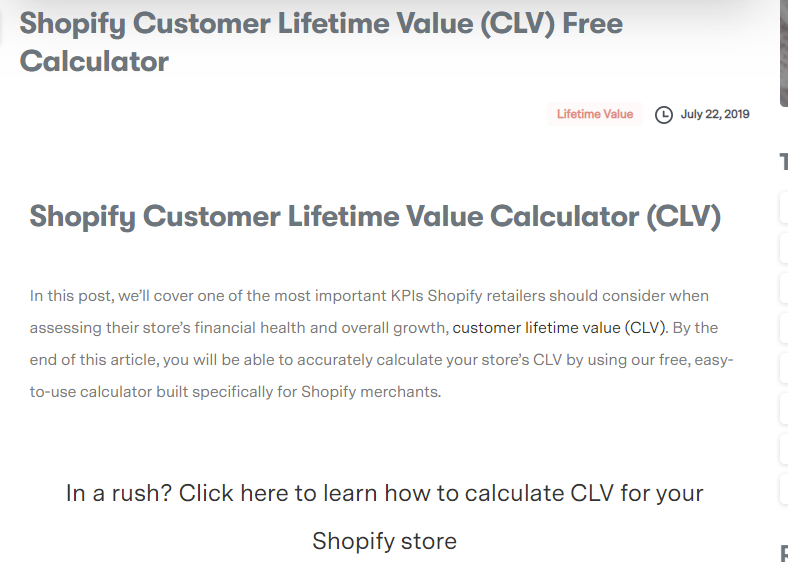 Shopify Customer Lifetime Value (CLV) Free
Calculator
Lifetime Value July 22, 2019
Shopify Customer Lifetime Value Calculator (CLV)
In this post, we’ll cover one of the most important KPIs Shopify retailers should consider when
assessing their store’s financial health and overall growth, customer lifetime value (CLV). By the
end of this article, you will be able to accurately calculate your store’s CLV by using our free, easy-
to-use calculator built specifically for Shopify merchants.
In a rush? Click here to learn how to calculate CLV for your
Shopify store